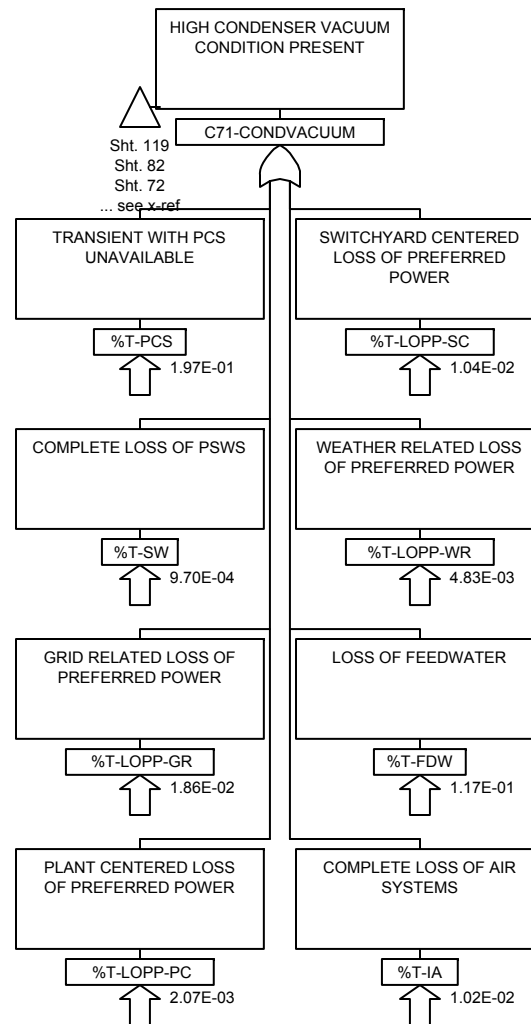 HIGH CONDENSER VACUUM
CONDITION PRESENT
C71-CONDVACUUM
Sht. 119
Sht. 82
Sht. 72
... see x-ref
TRANSIENT WITH PCS
UNAVAILABLE
%T-PCS
1.97E-01
SWITCHYARD CENTERED
LOSS OF PREFERRED
POWER
%T-LOPP-SC
1.04E-02
COMPLETE LOSS OF PSWS
%T-SW
9.70E-04
WEATHER RELATED LOSS
OF PREFERRED POWER
%T-LOPP-WR
4.83E-03
GRID RELATED LOSS OF
PREFERRED POWER
%T-LOPP-GR
1.86E-02
LOSS OF FEEDWATER
%T-FDW
1.17E-01
PLANT CENTERED LOSS
OF PREFERRED POWER
%T-LOPP-PC
2.07E-03
COMPLETE LOSS OF AIR
SYSTEMS
%T-IA
1.02E-02